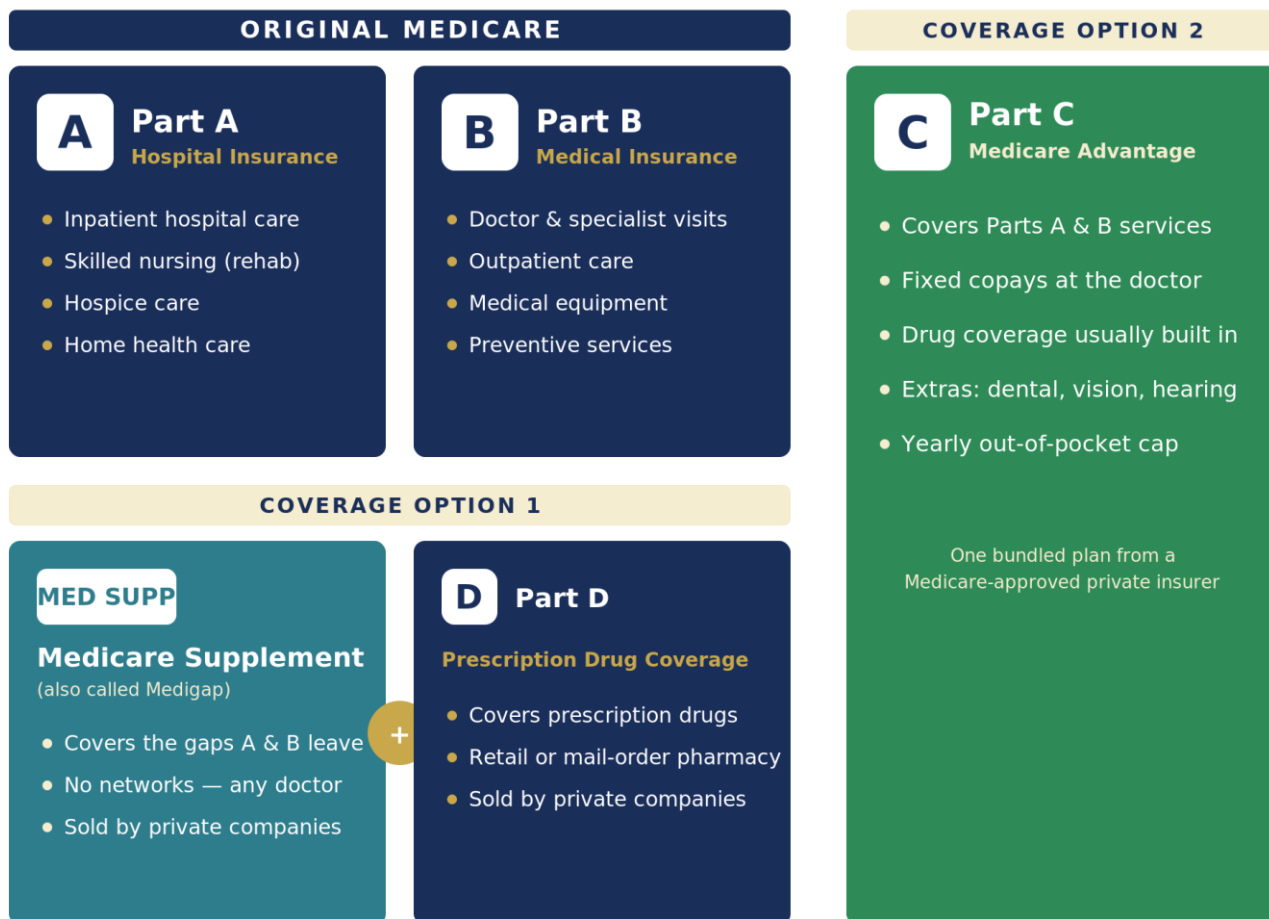 ORIGINAL MEDICARE
A
Part A
Hospital Insurance
Inpatient hospital care
Skilled nursing (rehab)
Hospice care
Home health care
B
Part B
Medical Insurance
Doctor & specialist visits
Outpatient care
Medical equipment
Preventive services
COVERAGE OPTION 1
MED SUPP
Medicare Supplement
(also called Medigap)
Covers the gaps A & B leave
No networks — any doctor
Sold by private companies
+
D
Part D
Prescription Drug Coverage
Covers prescription drugs
Retail or mail-order pharmacy
Sold by private companies
COVERAGE OPTION 2
C
Part C
Medicare Advantage
Covers Parts A & B services
Fixed copays at the doctor
Drug coverage usually built in
Extras: dental, vision, hearing
Yearly out-of-pocket cap
One bundled plan from a
Medicare-approved private insurer